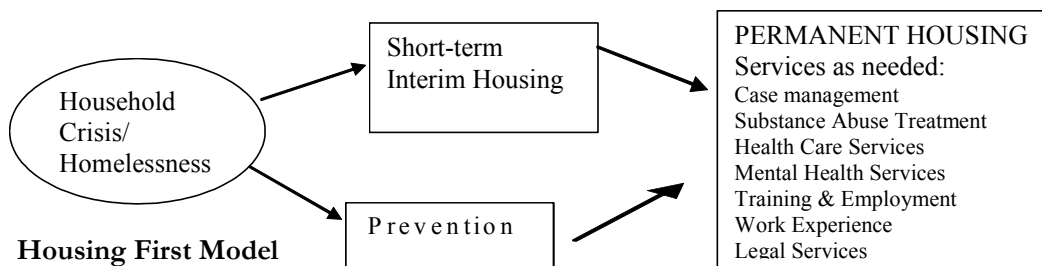 Household
Crisis/
Homelessness
Short-term
Interim Housing
Prevention
PERMANENT HOUSING
Services as needed:
Case management
Substance Abuse Treatment
Health Care Services
Mental Health Services
Training & Employment
Work Experience
Legal Services
Housing First Model